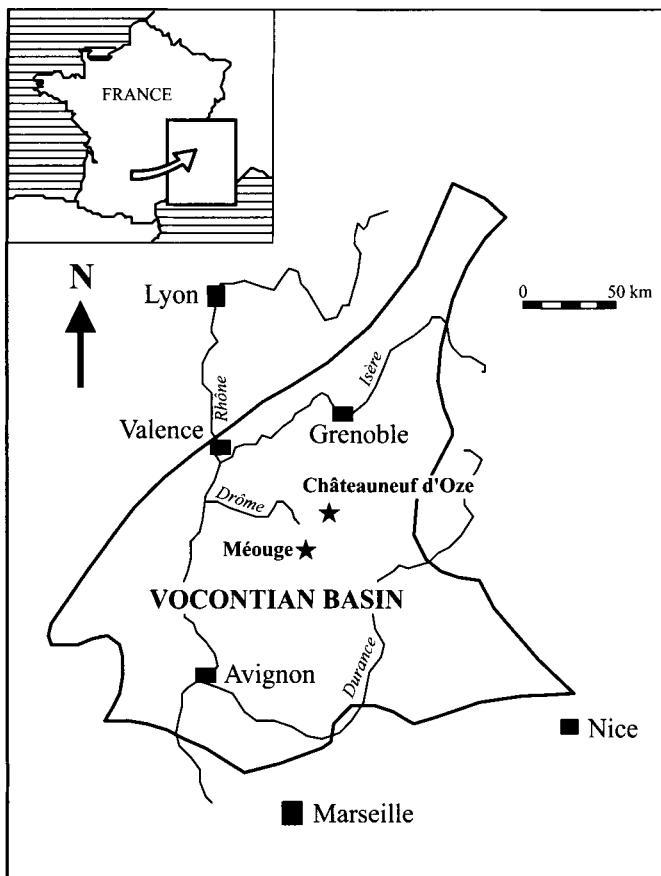 FRANCE
N
Lyon
0 50 km
Isère
Rhône
Valence
Grenoble
Châteauneuf d'Oze
Drôme
Méouge
VOCONTIAN BASIN
Durance
Avignon
Nice
Marseille